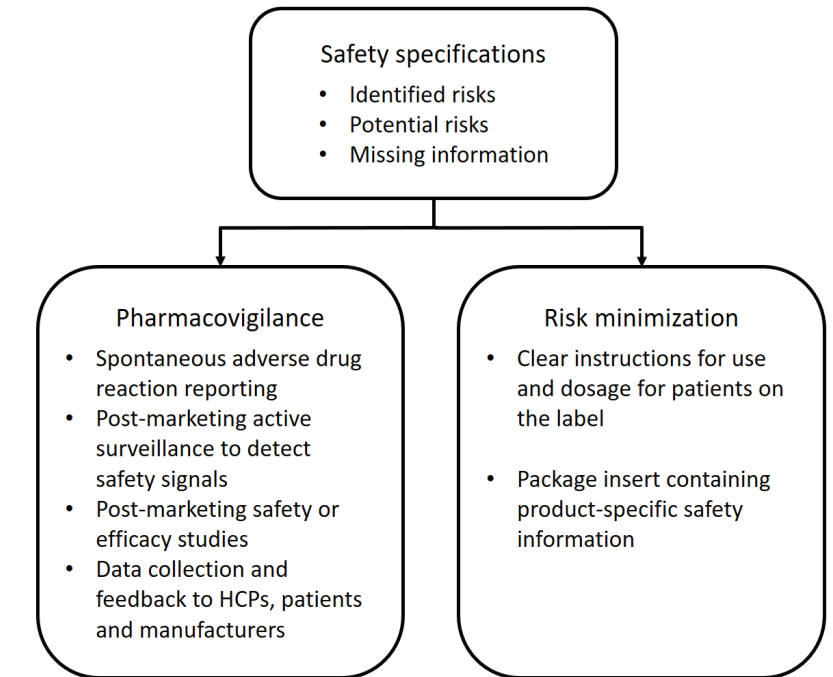 Safety specifications
• Identified risks
• Potential risks
• Missing information
Pharmacovigilance
• Spontaneous adverse drug
reaction reporting
• Post-marketing active
surveillance to detect
safety signals
• Post-marketing safety or
efficacy studies
• Data collection and
feedback to HCPs, patients
and manufacturers
Risk minimization
• Clear instructions for use
and dosage for patients on
the label
• Package insert containing
product-specific safety
information